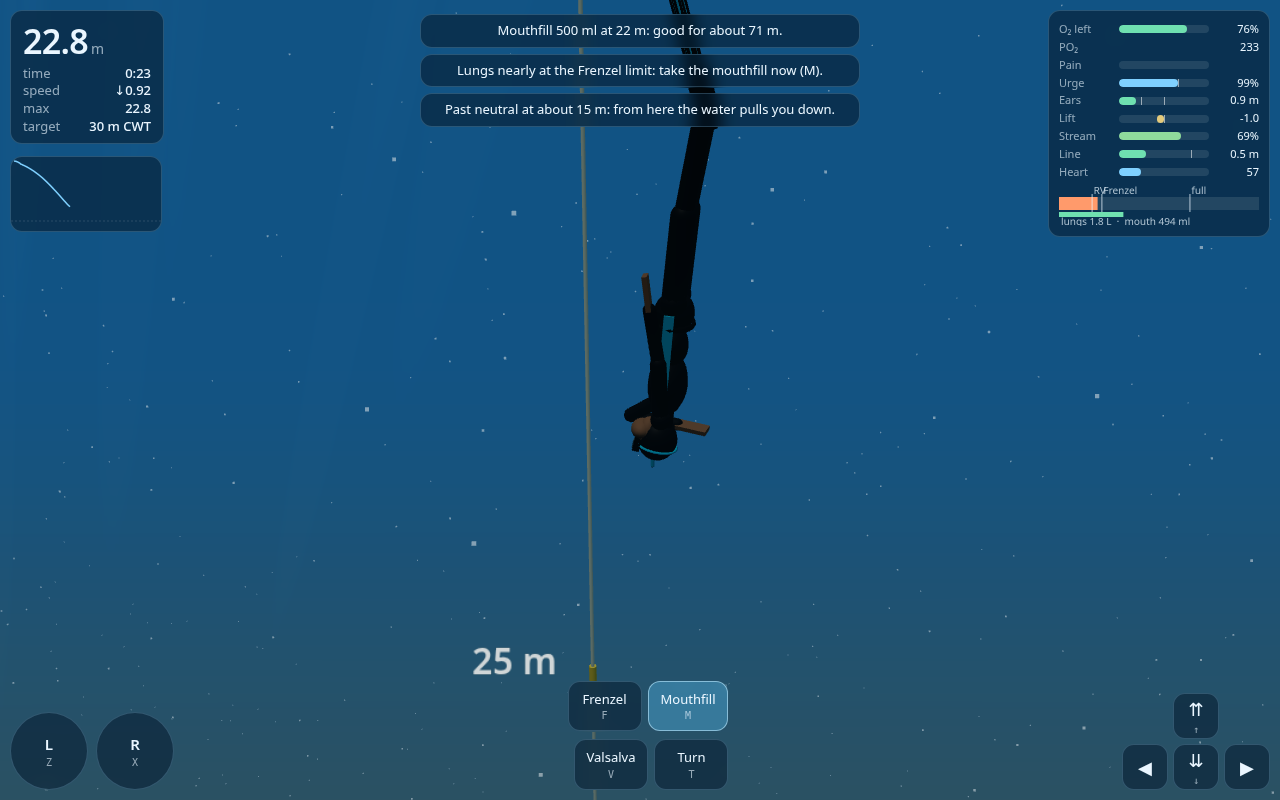 22.8 m
time 0:23
speed ↓0.92
max 22.8
target 30 m CWT
Mouthfill 500 ml at 22 m: good for about 71 m.
Lungs nearly at the Frenzel limit: take the mouthfill now (M).
Past neutral at about 15 m: from here the water pulls you down.
O₂ left 76%
PO₂ 233
Pain
Urge 99%
Ears 0.9 m
Lift -1.0
Stream 69%
Line 0.5 m
Heart 57
RV Frenzel full
lungs 1.8 L · mouth 494 ml
25 m
Frenzel
F
Mouthfill
M
Valsalva
V
Turn
T
L
Z
R
X
⇈
↑
◀
⇊
↓
▶